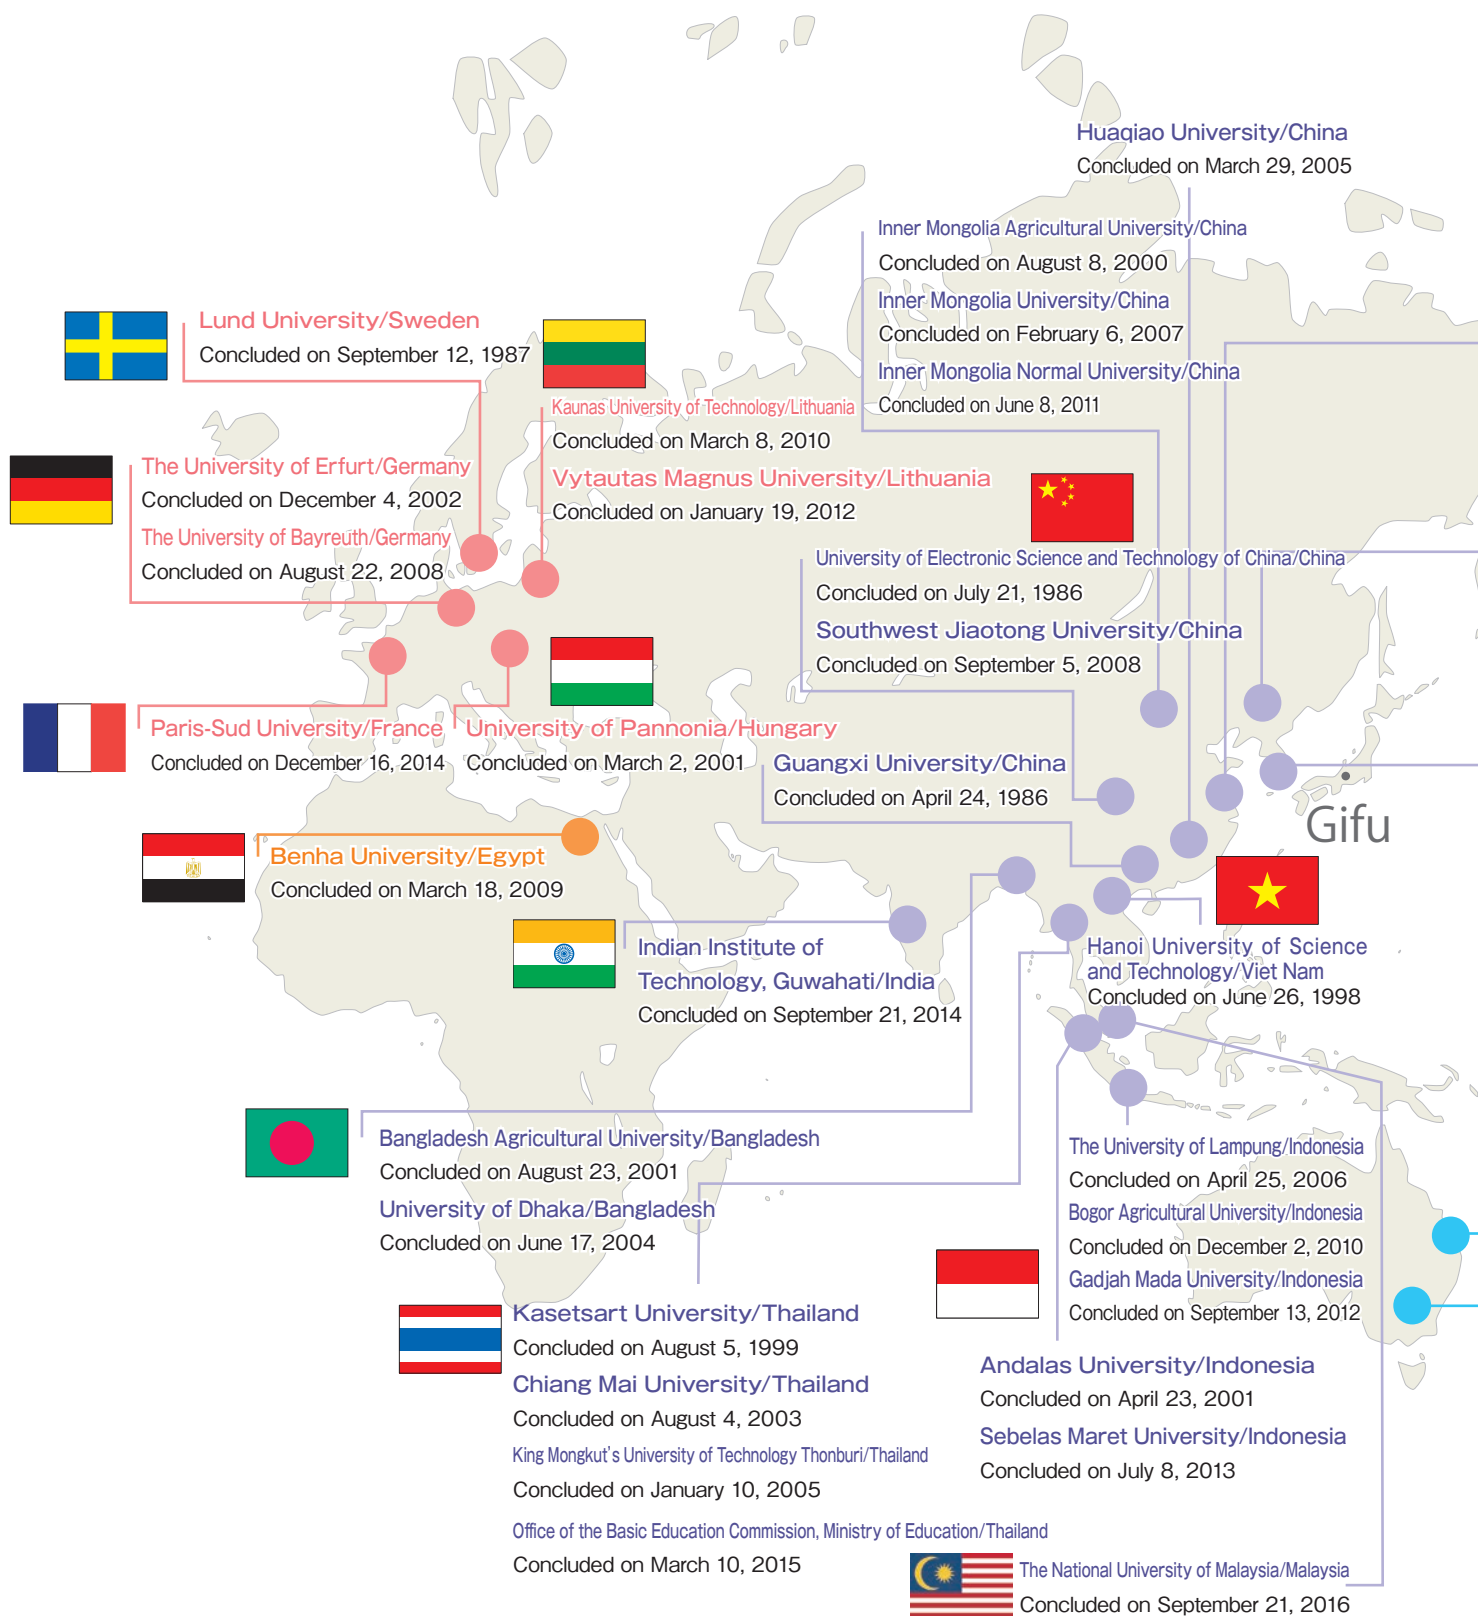 Huaqiao University/China
Concluded on March 29, 2005
Inner Mongolia Agricultural University/China
Concluded on August 8, 2000
Inner Mongolia University/China
Concluded on February 6, 2007
Inner Mongolia Normal University/China
Concluded on June 8, 2011
Lund University/Sweden
Concluded on September 12, 1987
Kaunas University of Technology/Lithuania
Concluded on March 8, 2010
Vytautas Magnus University/Lithuania
Concluded on January 19, 2012
The University of Erfurt/Germany
Concluded on December 4, 2002
The University of Bayreuth/Germany
Concluded on August 22, 2008
University of Electronic Science and Technology of China/China
Concluded on July 21, 1986
Southwest Jiaotong University/China
Concluded on September 5, 2008
Paris-Sud University/France
Concluded on December 16, 2014
University of Pannonia/Hungary
Concluded on March 2, 2001
Guangxi University/China
Concluded on April 24, 1986
Gifu
Benha University/Egypt
Concluded on March 18, 2009
Indian Institute of
Technology, Guwahati/India
Concluded on September 21, 2014
Hanoi University of Science
and Technology/Viet Nam
Concluded on June 26, 1998
Bangladesh Agricultural University/Bangladesh
Concluded on August 23, 2001
University of Dhaka/Bangladesh
Concluded on June 17, 2004
The University of Lampung/Indonesia
Concluded on April 25, 2006
Bogor Agricultural University/Indonesia
Concluded on December 2, 2010
Gadjah Mada University/Indonesia
Concluded on September 13, 2012
Kasetsart University/Thailand
Concluded on August 5, 1999
Chiang Mai University/Thailand
Concluded on August 4, 2003
King Mongkut's University of Technology Thonburi/Thailand
Concluded on January 10, 2005
Office of the Basic Education Commission, Ministry of Education/Thailand
Concluded on March 10, 2015
Andalas University/Indonesia
Concluded on April 23, 2001
Sebelas Maret University/Indonesia
Concluded on July 8, 2013
The National University of Malaysia/Malaysia
Concluded on September 21, 2016